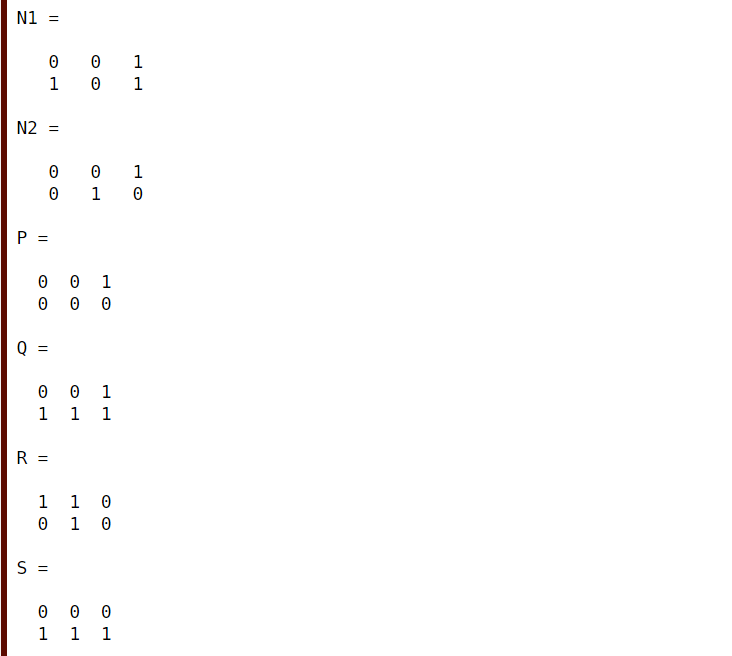 N1 =
0 0 1
1 0 1
N2 =
0 0 1
0 1 0
P =
0 0 1
0 0 0
Q =
0 0 1
1 1 1
R =
1 1 0
0 1 0
S =
0 0 0
1 1 1